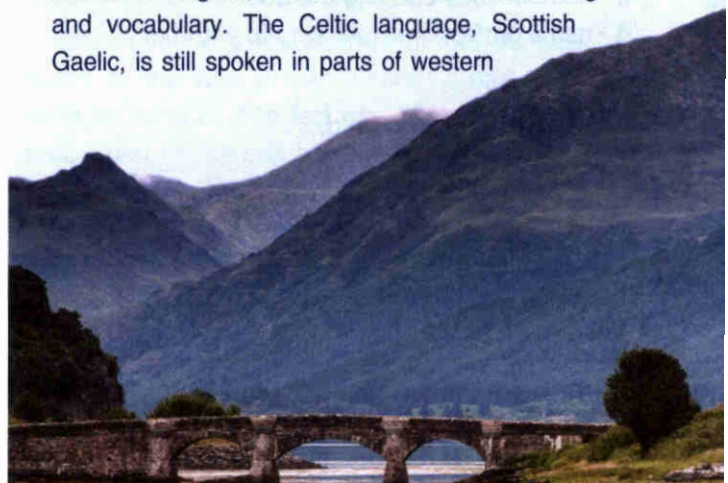 and vocabulary. The Celtic language, Scottish
Gaelic, is still spoken in parts of western